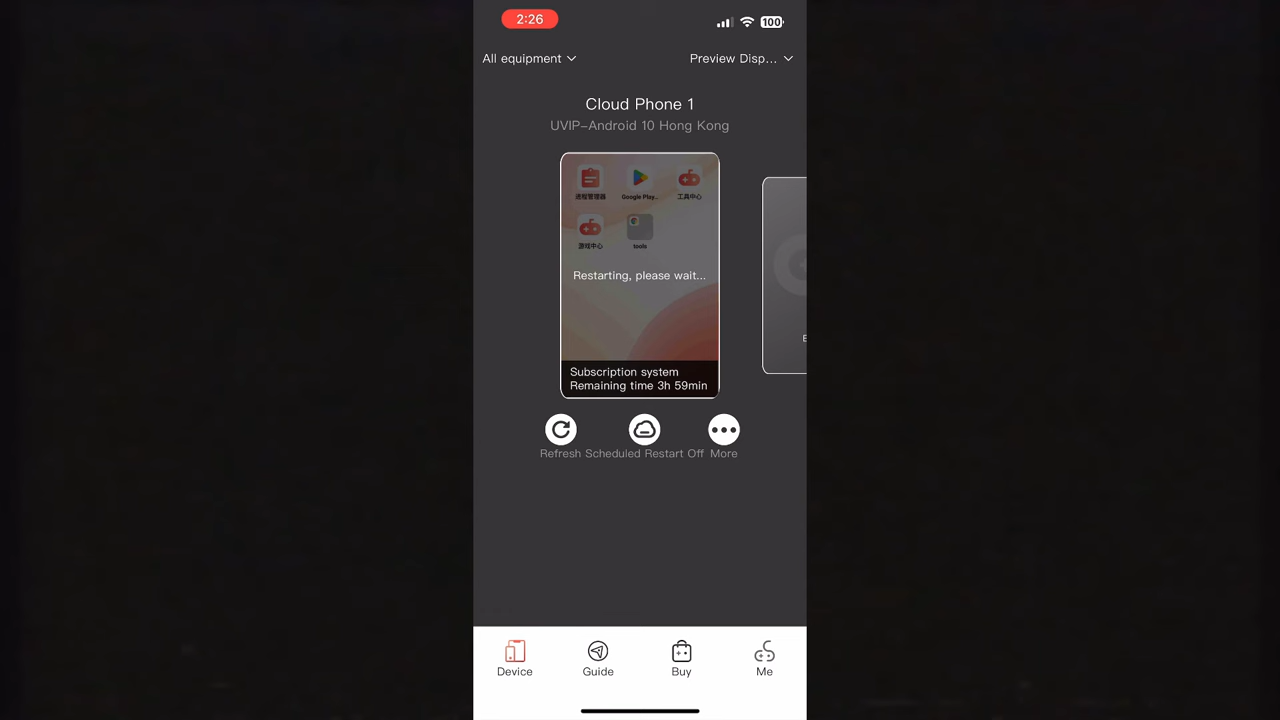 2:26
100
All equipment
Preview Disp...
Cloud Phone 1
UVIP-Android 10 Hong Kong
进程管理器
Google Play..
工具中心
游戏中心
tools
Restarting, please wait...
Subscription system
Remaining time 3h 59min
Refresh
Scheduled Restart Off
More
Device
Guide
Buy
Me